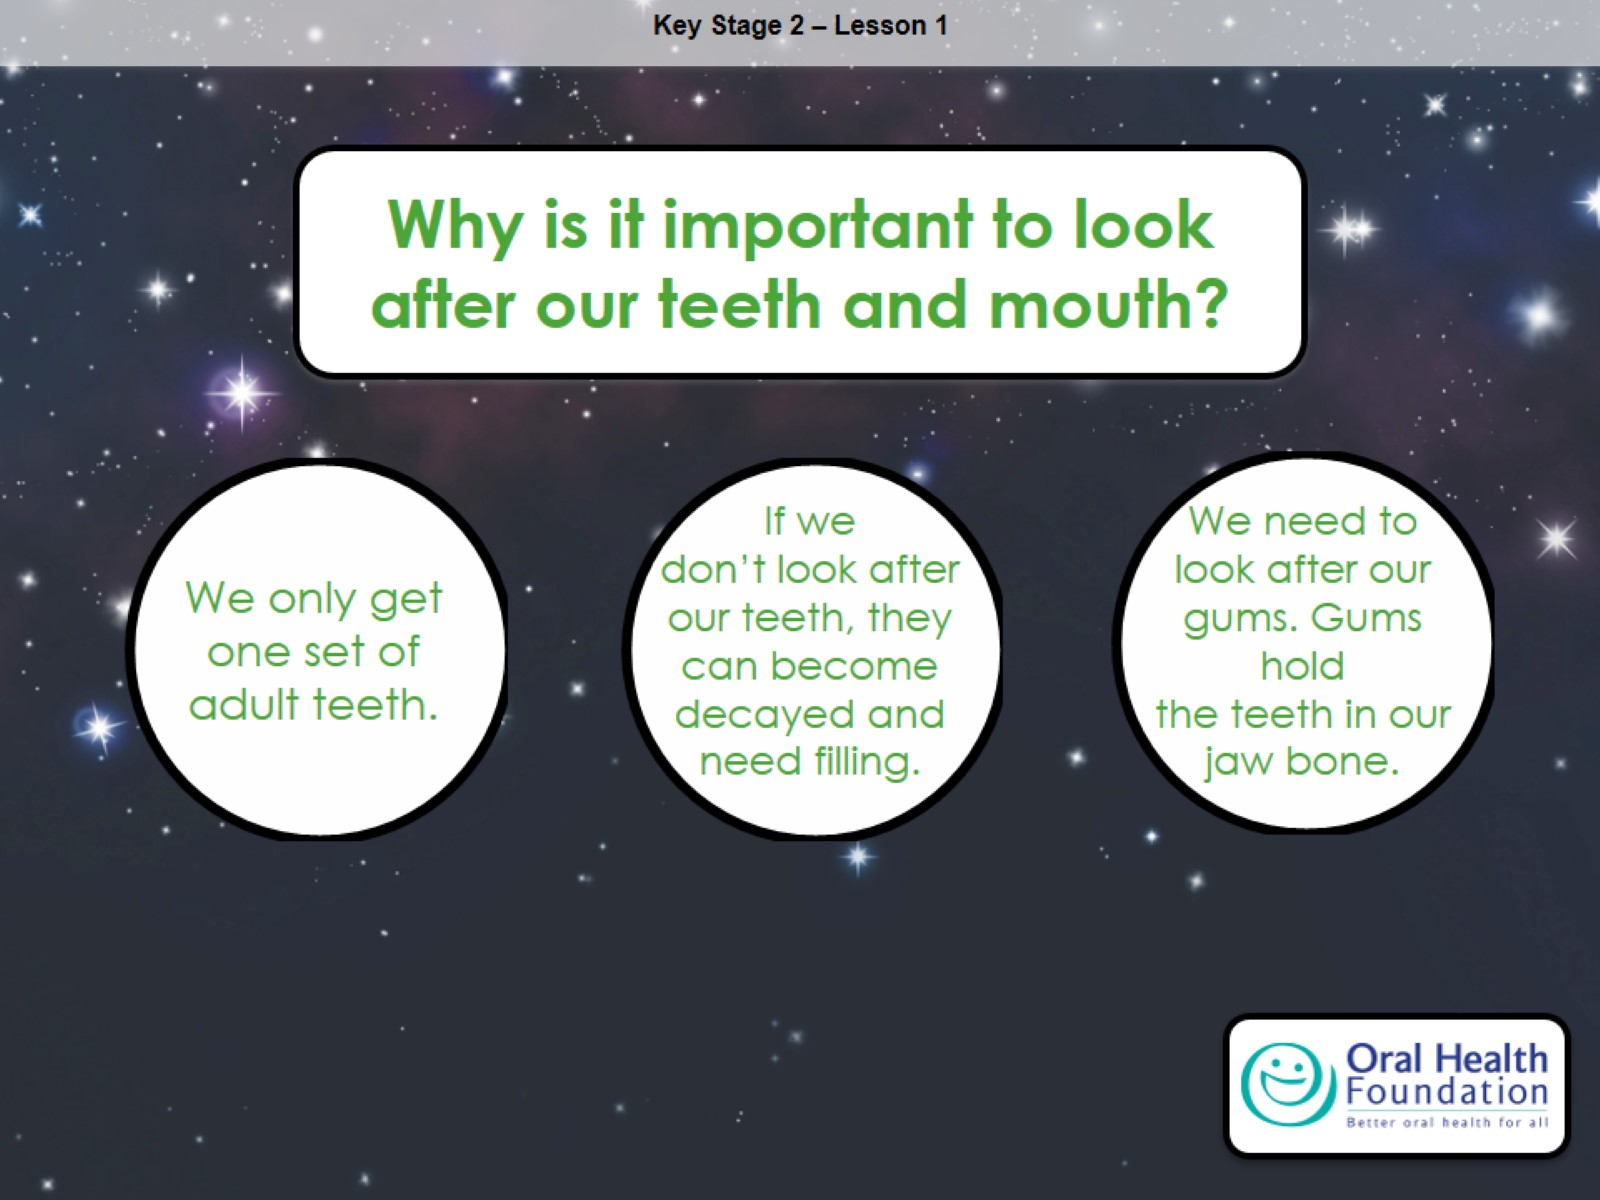 Key Stage 2 – Lesson 1
Why is it important to look
after our teeth and mouth?
We only get
one set of
adult teeth.
If we
don’t look after
our teeth, they
can become
decayed and
need filling.
We need to
look after our
gums. Gums
hold
the teeth in our
jaw bone.
Oral Health
Foundation
Better oral health for all